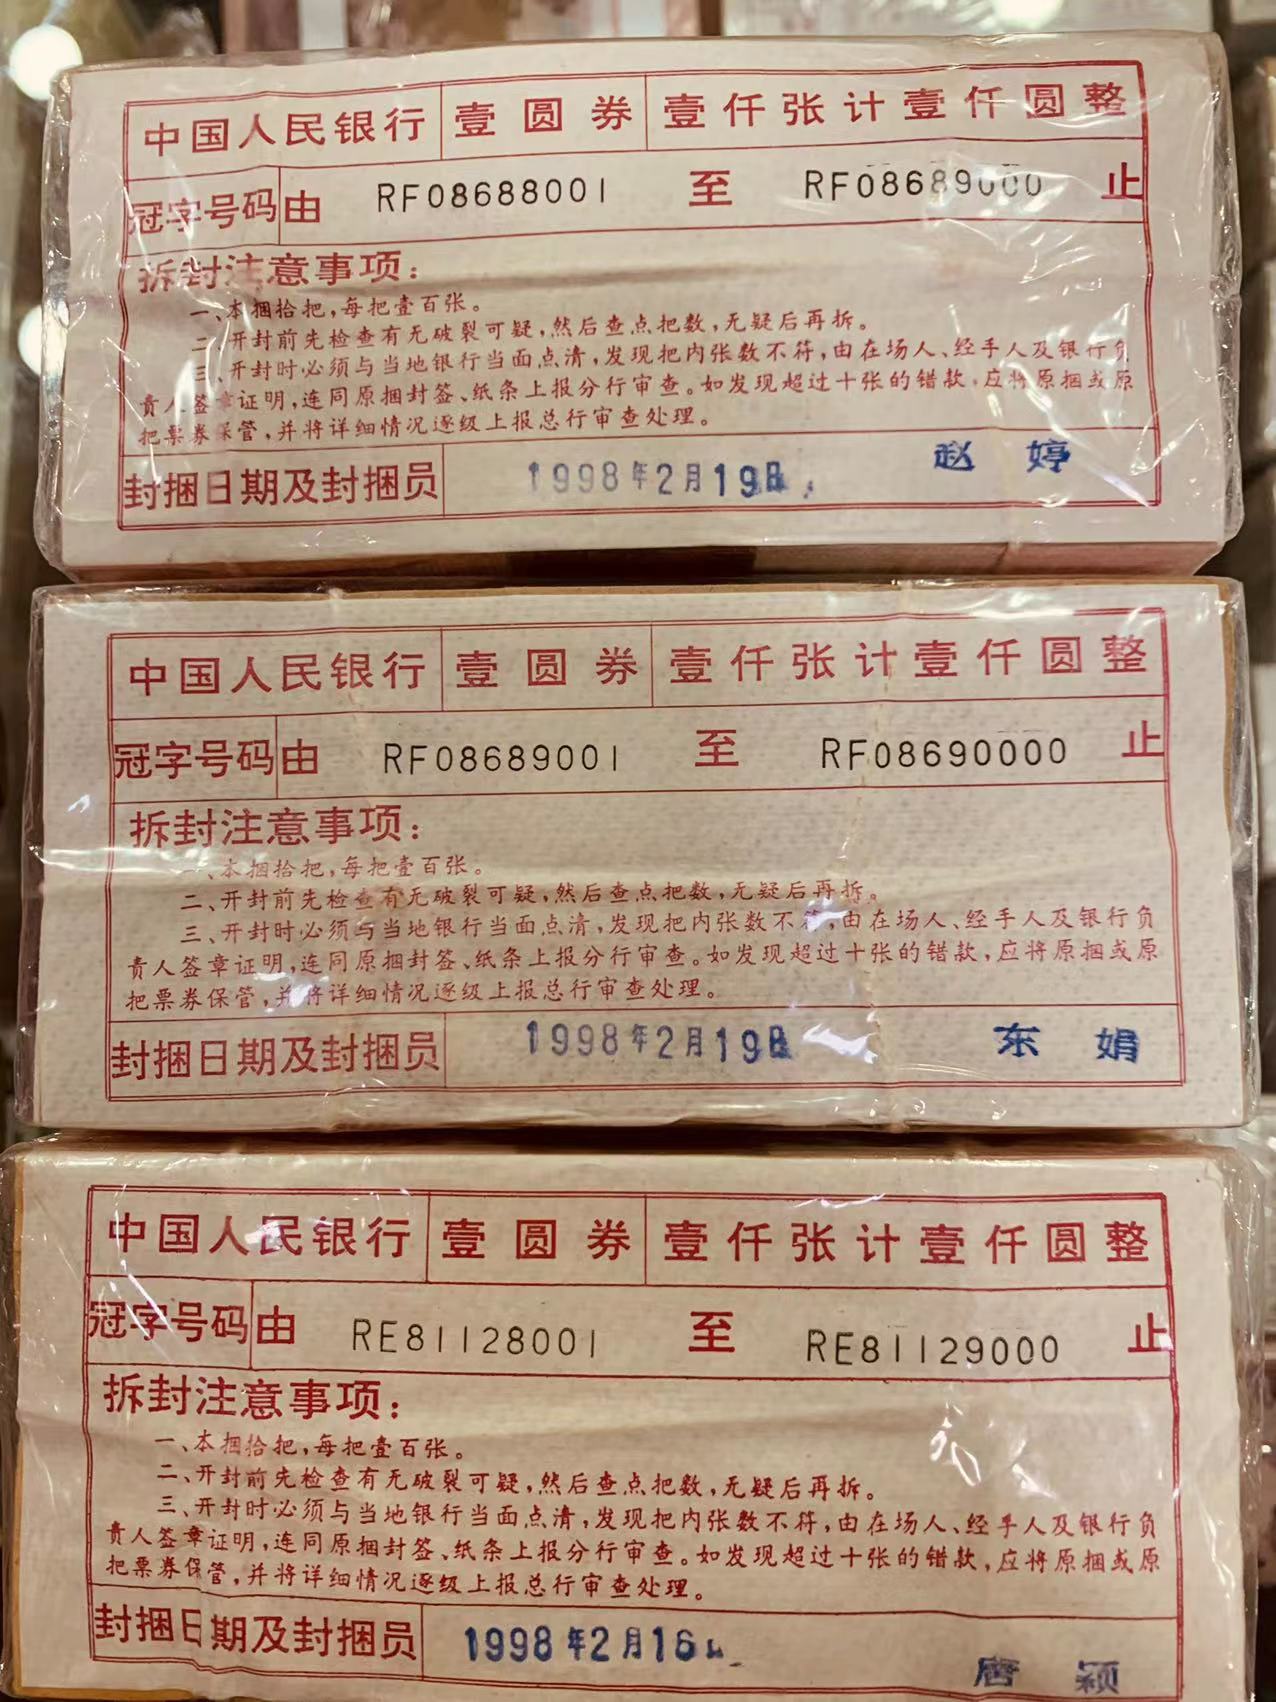 中国人民银行 壹圆券 壹仟张计壹仟圆整
冠字号码 由 RF08688001 至 RF08689000 止
拆封注意事项：
一、本捆拾把，每把壹百张。
二、开封前先检查有无破裂可疑，然后查点把数，无疑后再拆。
三、开封时必须与当地银行当面点清，发现把内张数不符，由在场人、经手人及银行负
责人签章证明，连同原捆封签、纸条上报分行审查。如发现超过十张的错款，应将原捆或原
把票券保管，并将详细情况逐级上报总行审查处理。
封捆日期及封捆员 1998年2月19日 赵婷
中国人民银行 壹圆券 壹仟张计壹仟圆整
冠字号码 由 RF08689001 至 RF08690000 止
拆封注意事项：
一、本捆拾把，每把壹百张。
二、开封前先检查有无破裂可疑，然后查点把数，无疑后再拆。
三、开封时必须与当地银行当面点清，发现把内张数不符，由在场人、经手人及银行负
责人签章证明，连同原捆封签、纸条上报分行审查。如发现超过十张的错款，应将原捆或原
把票券保管，并将详细情况逐级上报总行审查处理。
封捆日期及封捆员 1998年2月19日 东娟
中国人民银行 壹圆券 壹仟张计壹仟圆整
冠字号码 由 RE81128001 至 RE81129000 止
拆封注意事项：
一、本捆拾把，每把壹百张。
二、开封前先检查有无破裂可疑，然后查点把数，无疑后再拆。
三、开封时必须与当地银行当面点清，发现把内张数不符，由在场人、经手人及银行负
责人签章证明，连同原捆封签、纸条上报分行审查。如发现超过十张的错款，应将原捆或原
把票券保管，并将详细情况逐级上报总行审查处理。
封捆日期及封捆员 1998年2月16 唐颖